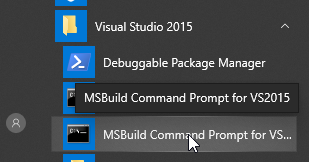 Visual Studio 2015
Debuggable Package Manager
MSBuild Command Prompt for VS2015
MSBuild Command Prompt for VS...